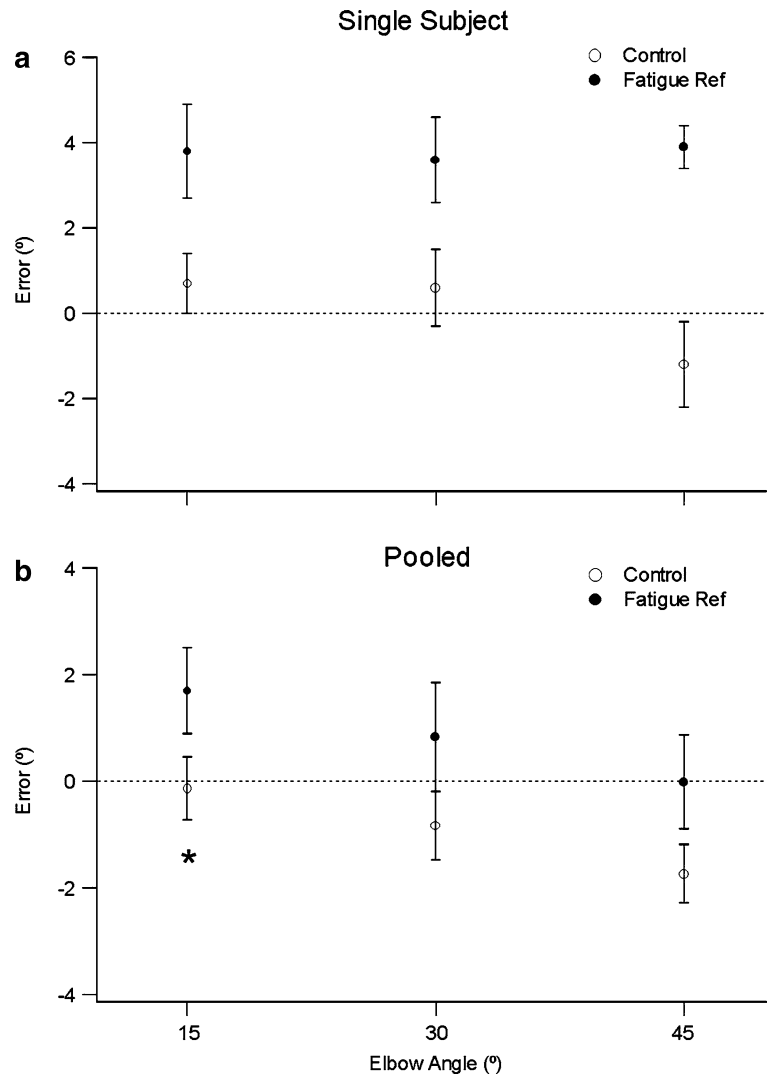 Single Subject
a
Control
Fatigue Ref
6
4
2
0
-2
-4
Error (º)
Pooled
b
Control
Fatigue Ref
4
2
0
-2
-4
Error (º)
*
15 30 45
Elbow Angle (º)